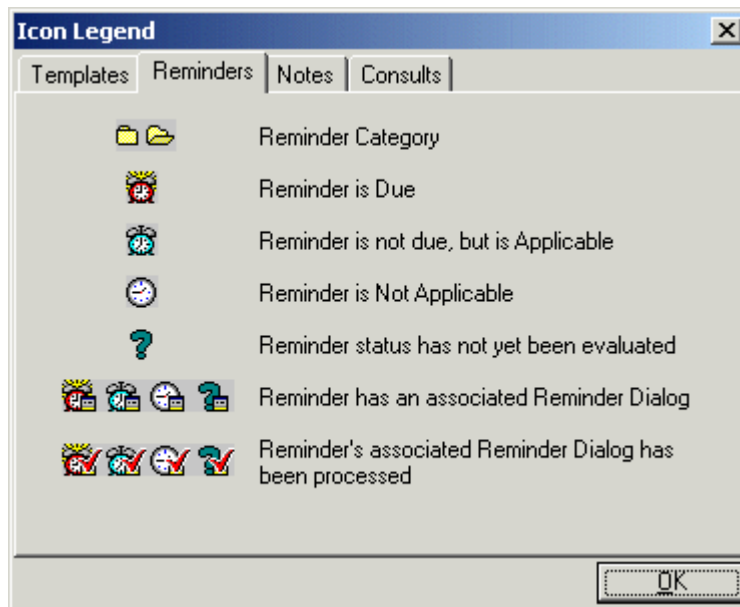 Icon Legend
Templates Reminders Notes Consults
Reminder Category
Reminder is Due
Reminder is not due, but is Applicable
Reminder is Not Applicable
Reminder status has not yet been evaluated
Reminder has an associated Reminder Dialog
Reminder's associated Reminder Dialog has
been processed
OK